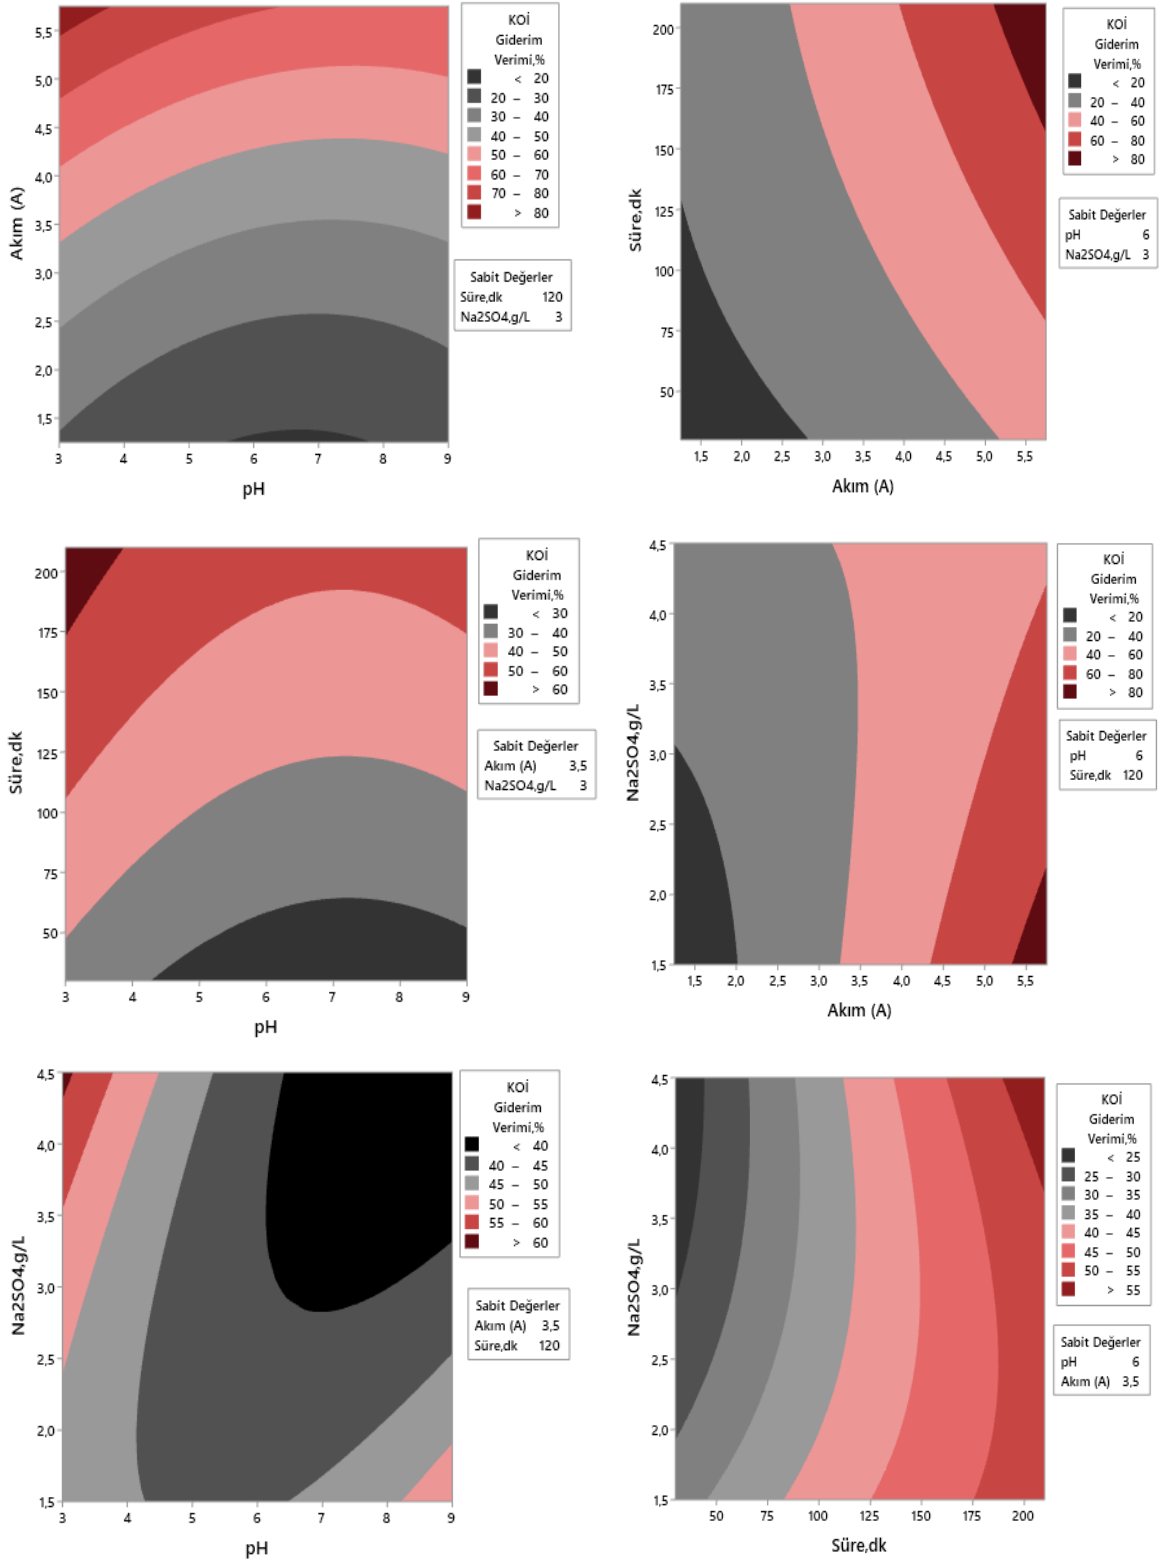 KOİ
Giderim
Verimi,%
< 20
20 – 30
30 – 40
40 – 50
50 – 60
60 – 70
70 – 80
> 80
Sabit Değerler
Süre,dk 120
Na2SO4,g/L 3
Akım (A)
5,5
5,0
4,5
4,0
3,5
3,0
2,5
2,0
1,5
3 4 5 6 7 8 9
pH
KOİ
Giderim
Verimi,%
< 20
20 – 40
40 – 60
60 – 80
> 80
Sabit Değerler
pH 6
Na2SO4,g/L 3
Süre,dk
200
175
150
125
100
75
50
1,5 2,0 2,5 3,0 3,5 4,0 4,5 5,0 5,5
Akım (A)
KOİ
Giderim
Verimi,%
< 30
30 – 40
40 – 50
50 – 60
> 60
Sabit Değerler
Akım (A) 3,5
Na2SO4,g/L 3
Süre,dk
200
175
150
125
100
75
50
3 4 5 6 7 8 9
pH
KOİ
Giderim
Verimi,%
< 20
20 – 40
40 – 60
60 – 80
> 80
Sabit Değerler
pH 6
Süre,dk 120
Na2SO4,g/L
4,5
4,0
3,5
3,0
2,5
2,0
1,5
1,5 2,0 2,5 3,0 3,5 4,0 4,5 5,0 5,5
Akım (A)
KOİ
Giderim
Verimi,%
< 40
40 – 45
45 – 50
50 – 55
55 – 60
> 60
Sabit Değerler
Akım (A) 3,5
Süre,dk 120
Na2SO4,g/L
4,5
4,0
3,5
3,0
2,5
2,0
1,5
3 4 5 6 7 8 9
pH
KOİ
Giderim
Verimi,%
< 25
25 – 30
30 – 35
35 – 40
40 – 45
45 – 50
50 – 55
> 55
Sabit Değerler
pH 6
Akım (A) 3,5
Na2SO4,g/L
4,5
4,0
3,5
3,0
2,5
2,0
1,5
50 75 100 125 150 175 200
Süre,dk